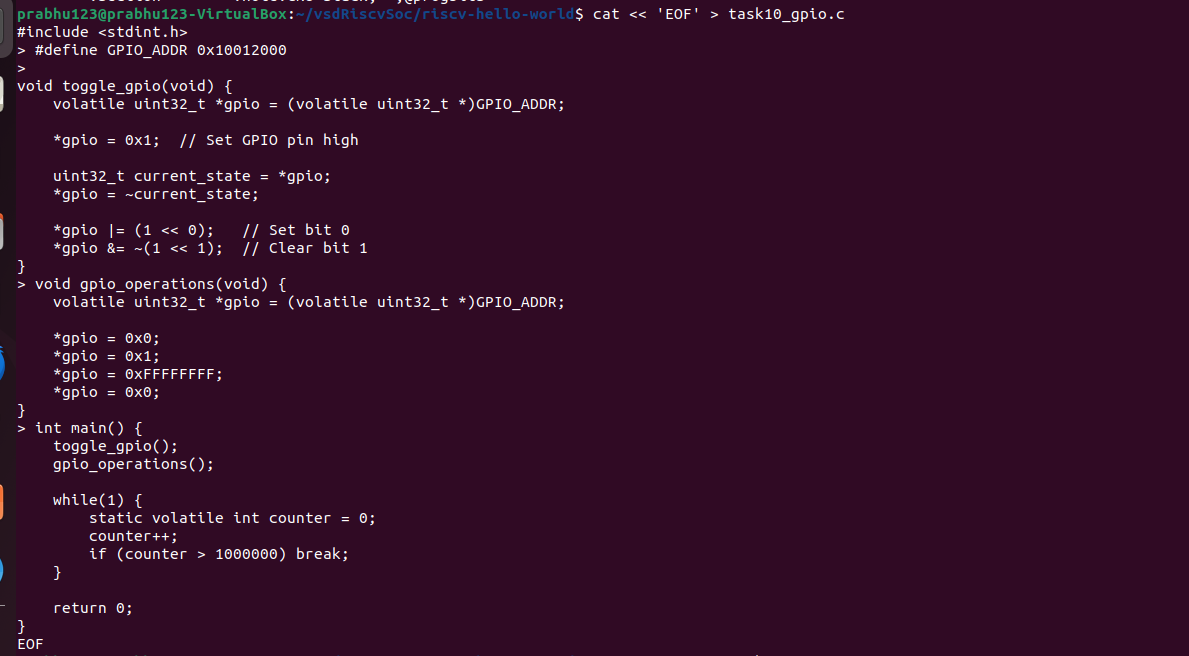 prabhu123@prabhu123-VirtualBox:~/vsdRiscvSoc/riscv-hello-world$ cat << 'EOF' > task10_gpio.c
#include <stdint.h>
> #define GPIO_ADDR 0x10012000
>
void toggle_gpio(void) {
    volatile uint32_t *gpio = (volatile uint32_t *)GPIO_ADDR;

    *gpio = 0x1;  // Set GPIO pin high

    uint32_t current_state = *gpio;
    *gpio = ~current_state;

    *gpio |= (1 << 0);   // Set bit 0
    *gpio &= ~(1 << 1);  // Clear bit 1
}
> void gpio_operations(void) {
    volatile uint32_t *gpio = (volatile uint32_t *)GPIO_ADDR;

    *gpio = 0x0;
    *gpio = 0x1;
    *gpio = 0xFFFFFFFF;
    *gpio = 0x0;
}
> int main() {
    toggle_gpio();
    gpio_operations();

    while(1) {
        static volatile int counter = 0;
        counter++;
        if (counter > 1000000) break;
    }

    return 0;
}
EOF